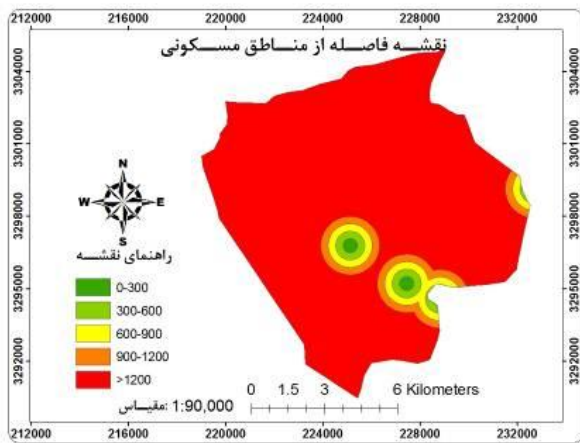 212000 216000 220000 224000 228000 232000
نقشه فاصله از مناطق مسکونی
3304000 3304000
3301000 3301000
3298000 3298000
3295000 3295000
3292000 3292000
N
W E
S
راهنمای نقشه
0-300
300-600
600-900
900-1200
>1200
0 1.5 3 6 Kilometers
مقیاس: 1:90,000
212000 216000 220000 224000 228000 232000